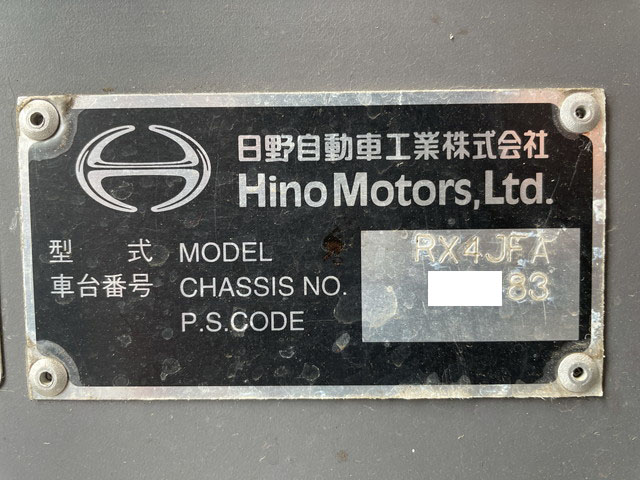 日野自動車工業株式会社
Hino Motors, Ltd.
型 式 MODEL RX4JFA
車台番号 CHASSIS NO. 83
P.S.CODE